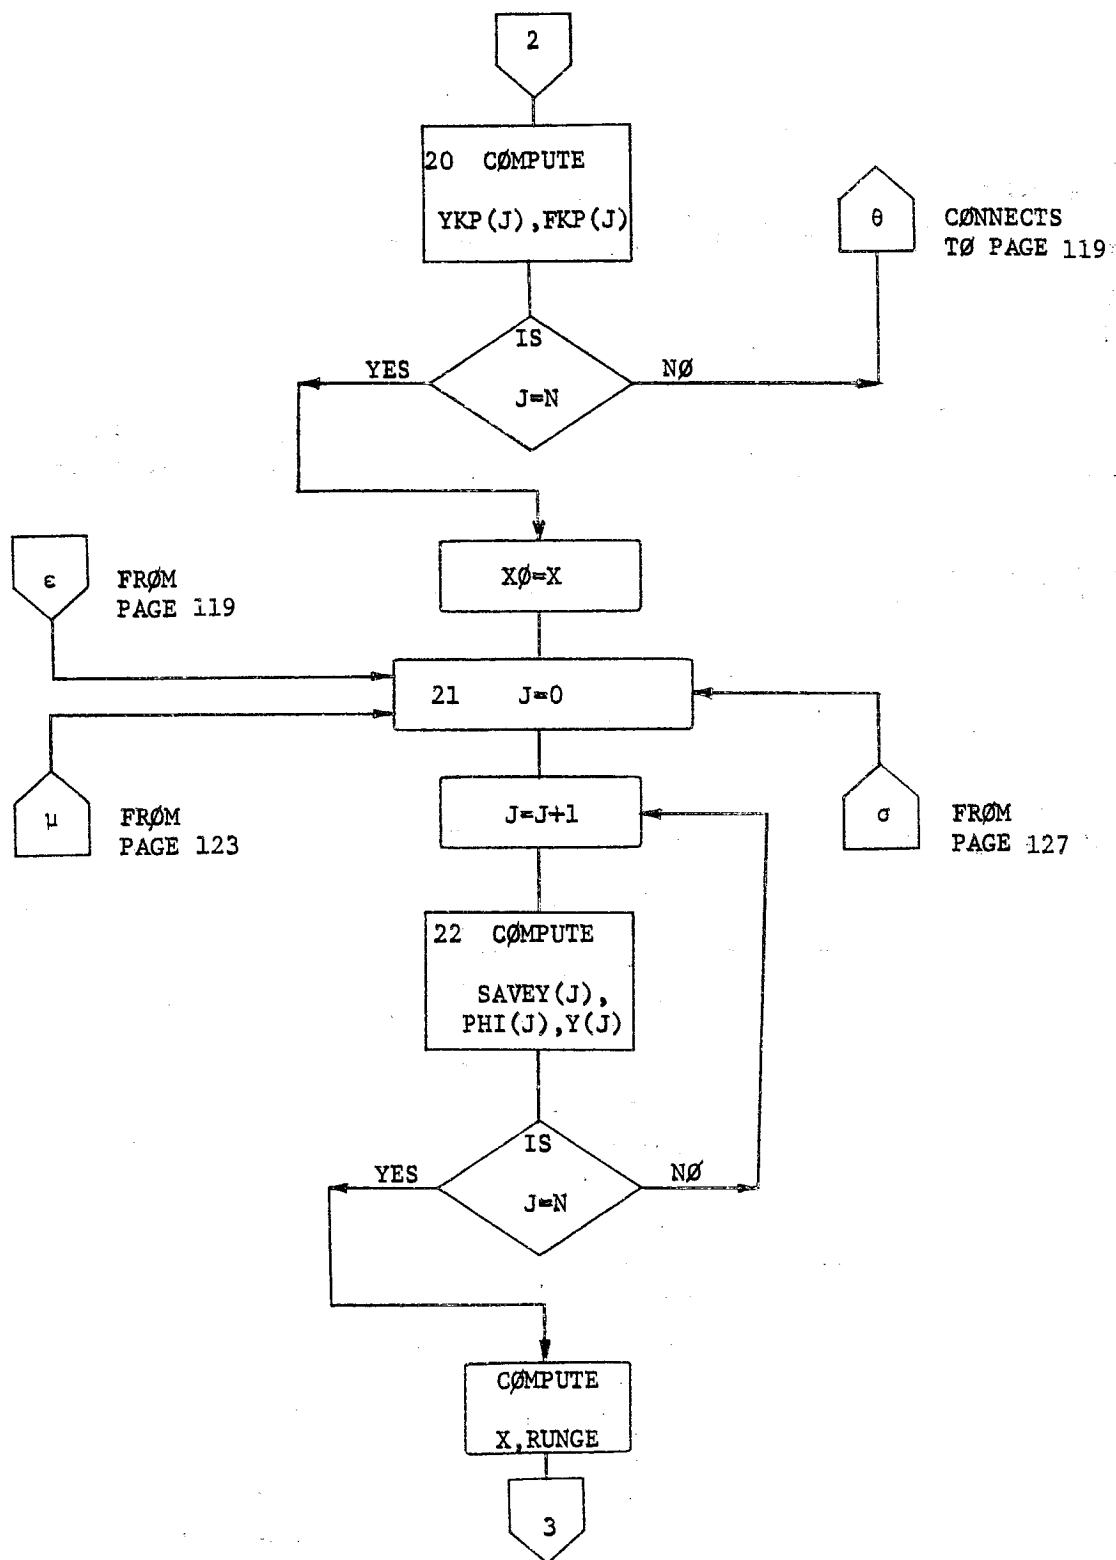 2
20 CØMPUTE
YKP(J),FKP(J)
θ
CØNNECTS
TØ PAGE 119
IS
J=N
YES
NØ
XØ=X
ε
FRØM
PAGE 119
21 J=0
μ
FRØM
PAGE 123
J=J+1
σ
FRØM
PAGE 127
22 CØMPUTE
SAVEY(J),
PHI(J),Y(J)
IS
J=N
YES
NØ
CØMPUTE
X,RUNGE
3